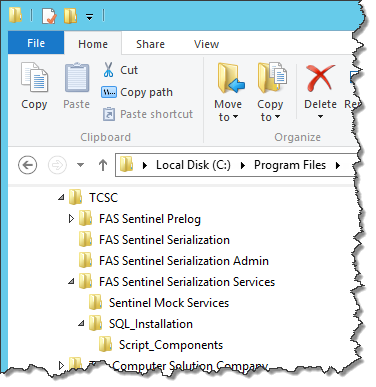 File Home Share View
Cut
Copy path
Paste shortcut
Copy Paste Move to Copy to Delete
Clipboard Organize
Local Disk (C:) Program Files
TCSC
FAS Sentinel Prelog
FAS Sentinel Serialization
FAS Sentinel Serialization Admin
FAS Sentinel Serialization Services
Sentinel Mock Services
SQL_Installation
Script_Components
Computer Solution Company